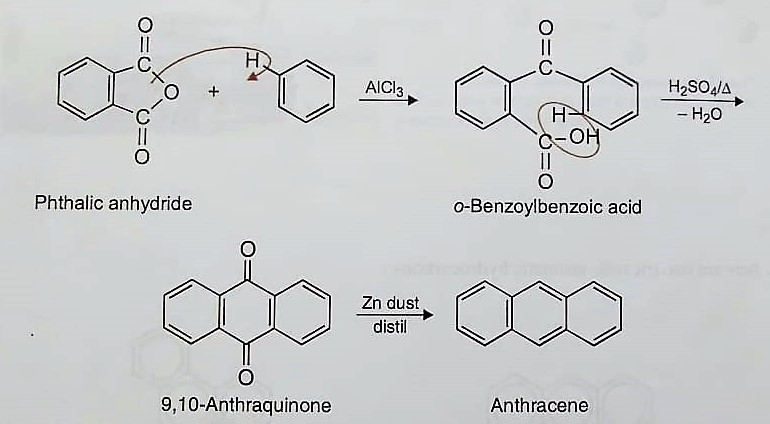 O
C
O
C
O
+
H
AlCl₃
O
C
H
C–OH
O
H₂SO₄/Δ
– H₂O
Phthalic anhydride
o-Benzoylbenzoic acid
O
O
Zn dust
distil
9,10-Anthraquinone
Anthracene